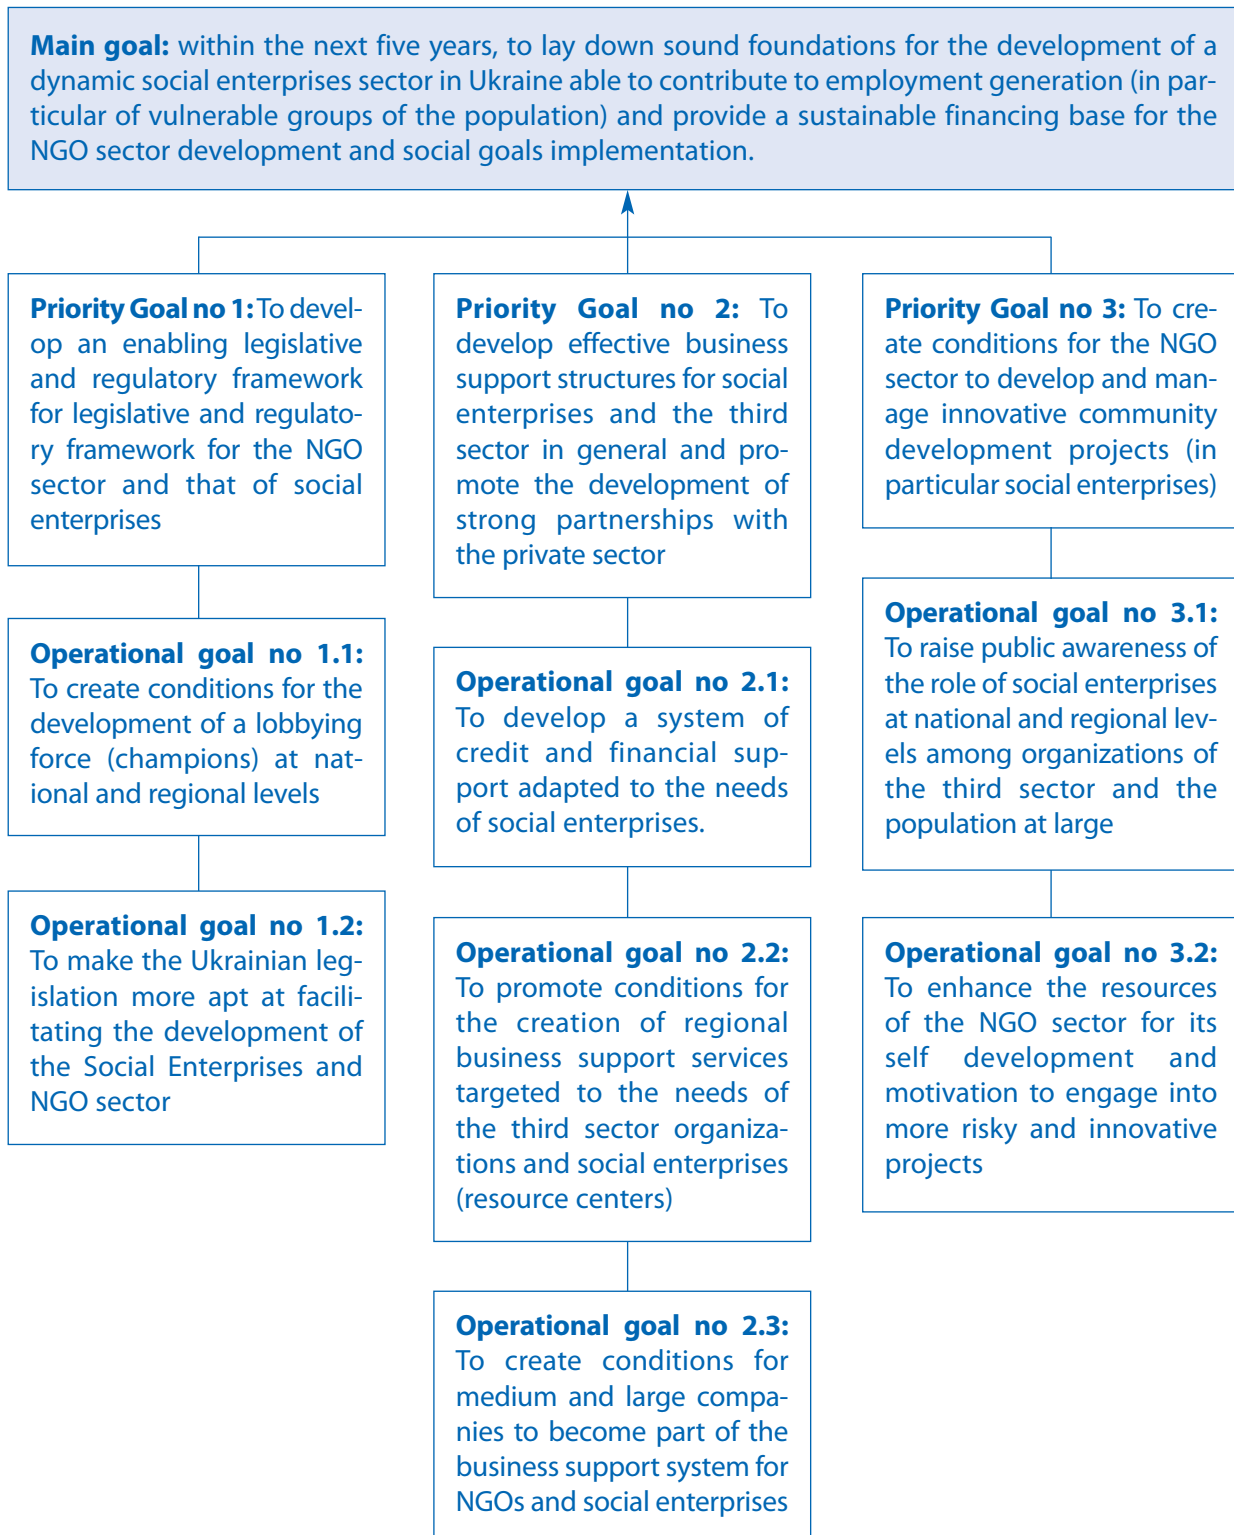 Main goal: within the next five years, to lay down sound foundations for the development of a
dynamic social enterprises sector in Ukraine able to contribute to employment generation (in par-
ticular of vulnerable groups of the population) and provide a sustainable financing base for the
NGO sector development and social goals implementation.
Priority Goal no 1: To devel-
op an enabling legislative
and regulatory framework
for legislative and regulato-
ry framework for the NGO
sector and that of social
enterprises
Operational goal no 1.1:
To create conditions for the
development of a lobbying
force (champions) at nat-
ional and regional levels
Operational goal no 1.2:
To make the Ukrainian leg-
islation more apt at facili-
tating the development of
the Social Enterprises and
NGO sector
Priority Goal no 2: To
develop effective business
support structures for social
enterprises and the third
sector in general and pro-
mote the development of
strong partnerships with
the private sector
Operational goal no 2.1:
To develop a system of
credit and financial sup-
port adapted to the needs
of social enterprises.
Operational goal no 2.2:
To promote conditions for
the creation of regional
business support services
targeted to the needs of
the third sector organiza-
tions and social enterprises
(resource centers)
Operational goal no 2.3:
To create conditions for
medium and large compa-
nies to become part of the
business support system for
NGOs and social enterprises
Priority Goal no 3: To cre-
ate conditions for the NGO
sector to develop and man-
age innovative community
development projects (in
particular social enterprises)
Operational goal no 3.1:
To raise public awareness of
the role of social enterprises
at national and regional lev-
els among organizations of
the third sector and the
population at large
Operational goal no 3.2:
To enhance the resources
of the NGO sector for its
self development and
motivation to engage into
more risky and innovative
projects